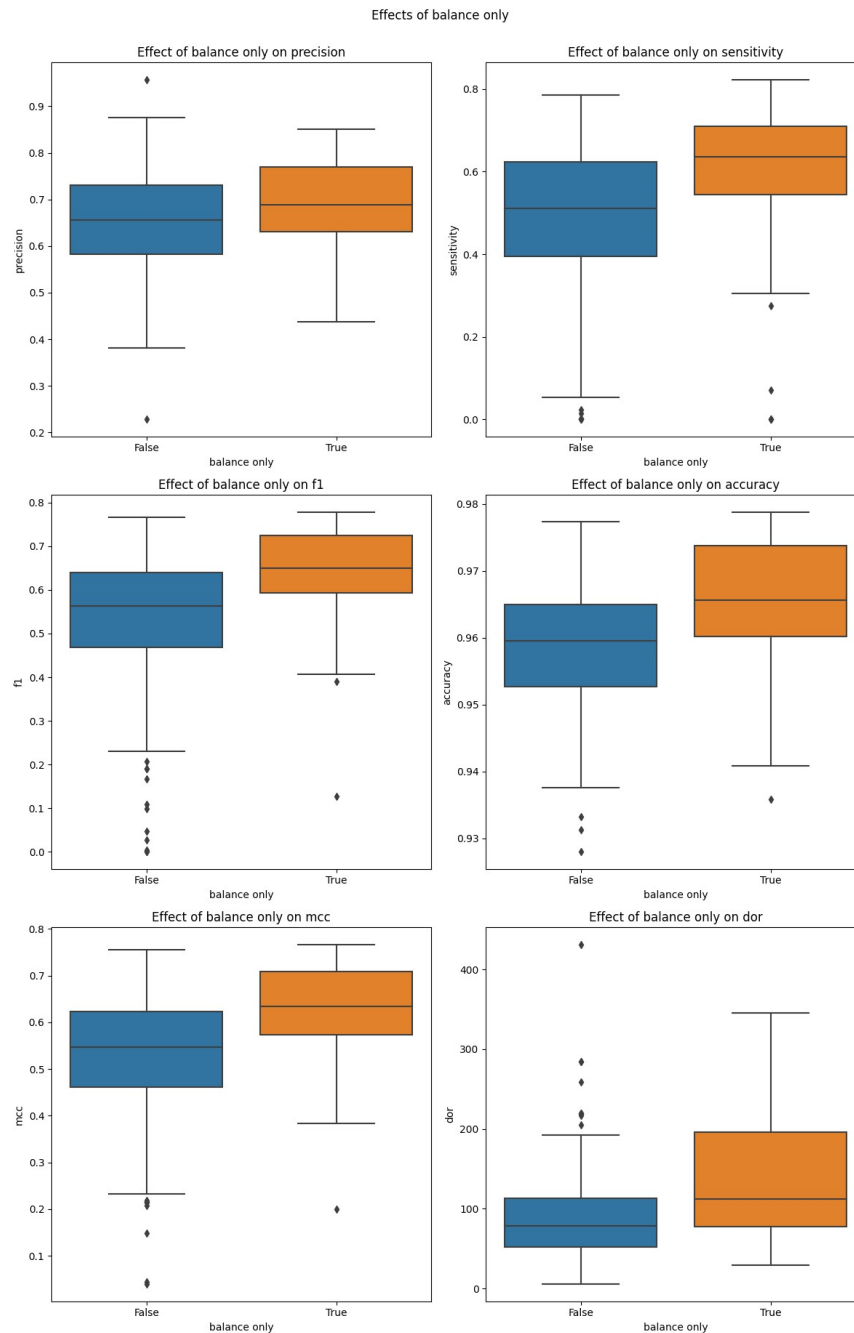 Effects of balance only
Effect of balance only on precision
Effect of balance only on sensitivity
0.9
0.8
0.7
0.6
0.5
0.4
0.3
0.2
precision
False
True
balance only
0.8
0.6
0.4
0.2
0.0
sensitivity
False
True
balance only
Effect of balance only on f1
Effect of balance only on accuracy
0.8
0.7
0.6
0.5
0.4
0.3
0.2
0.1
0.0
f1
False
True
balance only
0.98
0.97
0.96
0.95
0.94
0.93
accuracy
False
True
balance only
Effect of balance only on mcc
Effect of balance only on dor
0.8
0.7
0.6
0.5
0.4
0.3
0.2
0.1
mcc
False
True
balance only
400
300
200
100
0
dor
False
True
balance only